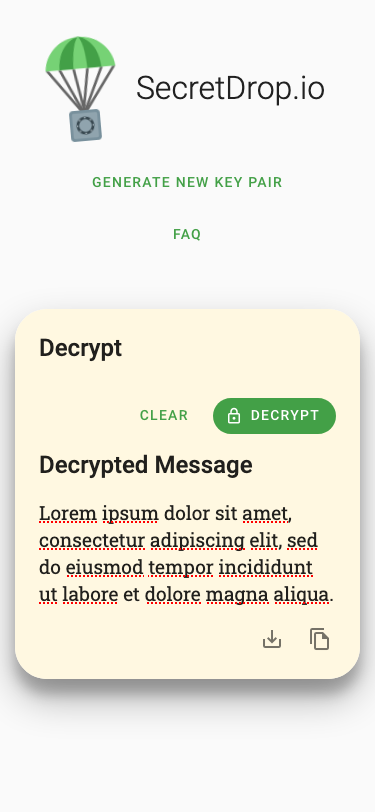 SecretDrop.io
GENERATE NEW KEY PAIR
FAQ
Decrypt
CLEAR
DECRYPT
Decrypted Message
Lorem ipsum dolor sit amet,
consectetur adipiscing elit, sed
do eiusmod tempor incididunt
ut labore et dolore magna aliqua.